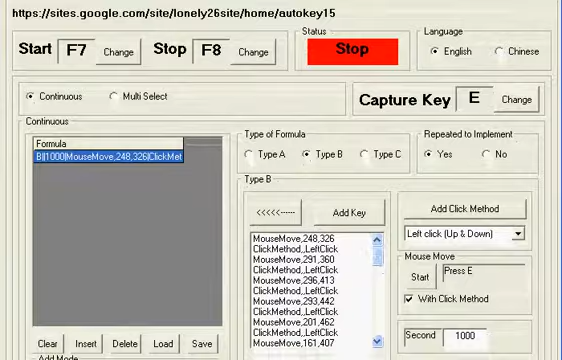 https://sites.google.com/site/lonely26site/home/autokey15
Start F7 Change Stop F8 Change
Status
Stop
Language
English Chinese
Continuous Multi Select
Capture Key E Change
Continuous
Formula
B|1000|MouseMove,248,326|ClickMet
Type of Formula
Type A Type B Type C
Repeated to Implement
Yes No
Type B
<<<<<------ Add Key
MouseMove,248,326
ClickMethod,,LeftClick
MouseMove,291,360
ClickMethod,,LeftClick
MouseMove,296,413
ClickMethod,,LeftClick
MouseMove,293,442
ClickMethod,,LeftClick
MouseMove,201,462
ClickMethod,,LeftClick
MouseMove,161,407
Add Click Method
Left click (Up & Down)
Mouse Move
Start Press E
With Click Method
Second 1000
Clear Insert Delete Load Save
Add Mode